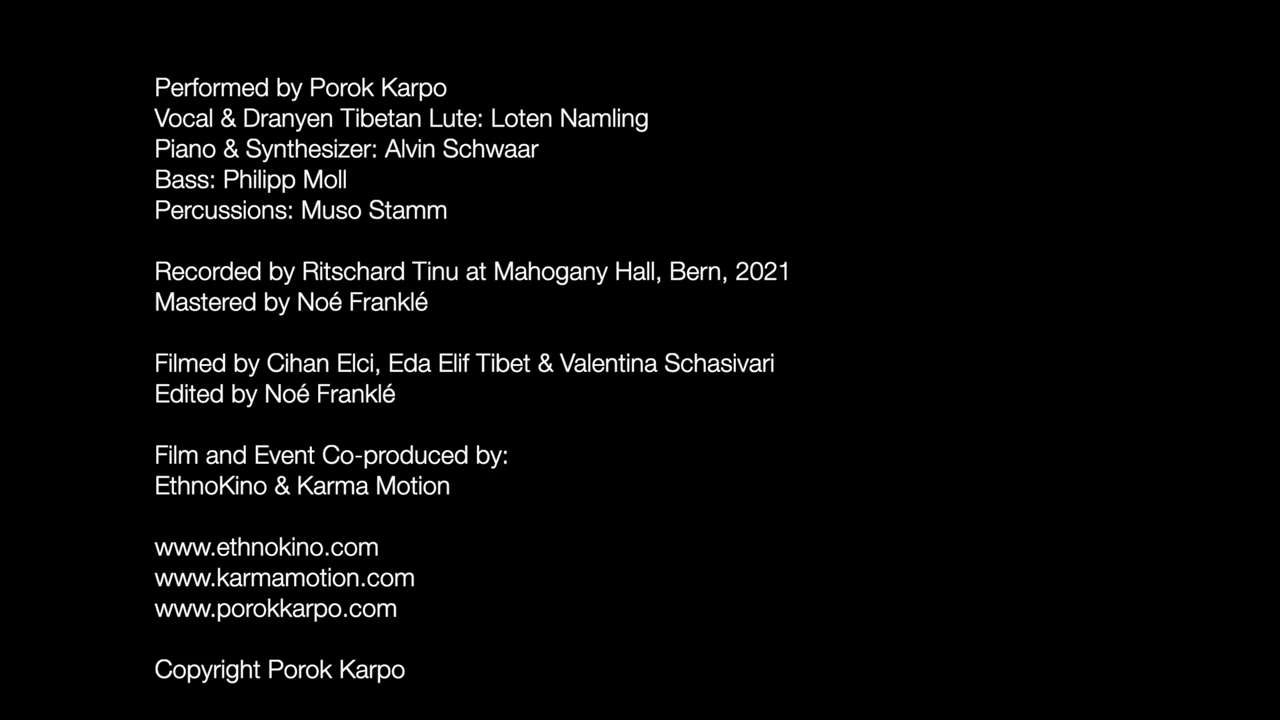 Performed by Porok Karpo
Vocal & Dranyen Tibetan Lute: Loten Namling
Piano & Synthesizer: Alvin Schwaar
Bass: Philipp Moll
Percussions: Muso Stamm
Recorded by Ritschard Tinu at Mahogany Hall, Bern, 2021
Mastered by Noé Franklé
Filmed by Cihan Elci, Eda Elif Tibet & Valentina Schasivari
Edited by Noé Franklé
Film and Event Co-produced by:
EthnoKino & Karma Motion
www.ethnokino.com
www.karmamotion.com
www.porokkarpo.com
Copyright Porok Karpo